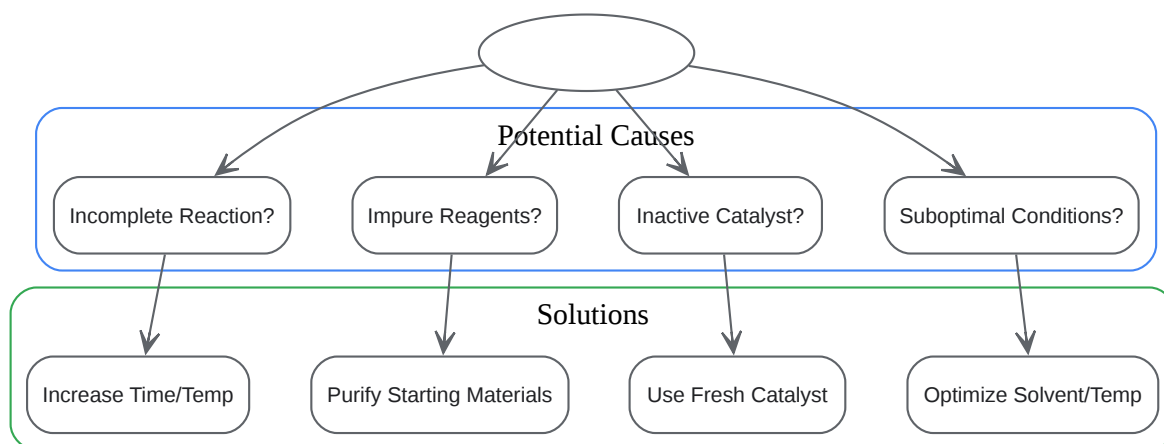 Potential Causes
Incomplete Reaction?
Impure Reagents?
Inactive Catalyst?
Suboptimal Conditions?
Solutions
Increase Time/Temp
Purify Starting Materials
Use Fresh Catalyst
Optimize Solvent/Temp